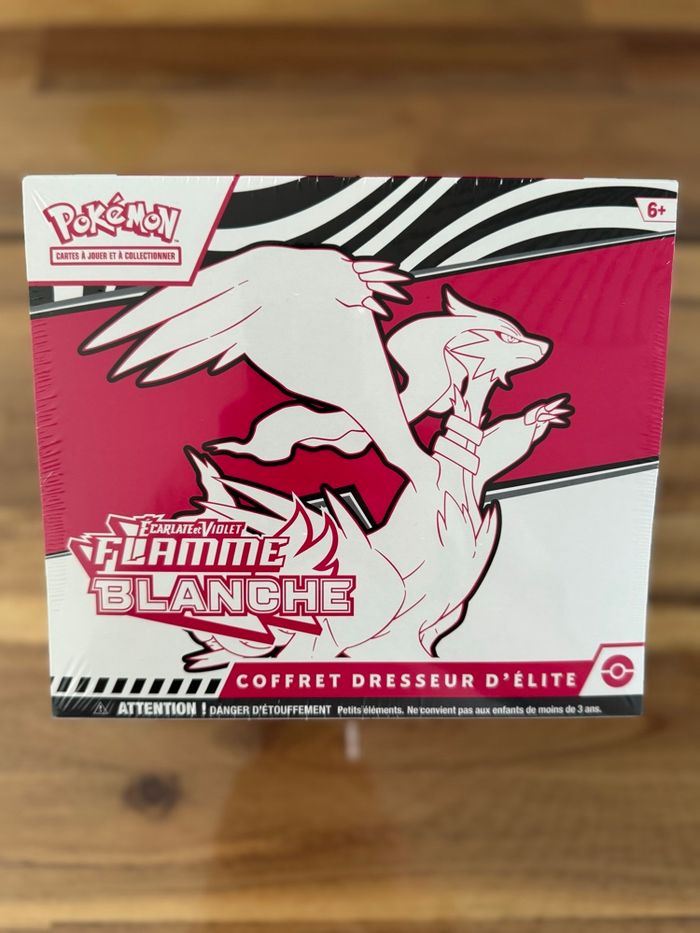 POKéMON™
CARTES À JOUER ET À COLLECTIONNER
6+
ÉCARLATE ET VIOLET
FLAMME
BLANCHE
COFFRET DRESSEUR D'ÉLITE
ATTENTION ! DANGER D'ÉTOUFFEMENT Petits éléments. Ne convient pas aux enfants de moins de 3 ans.